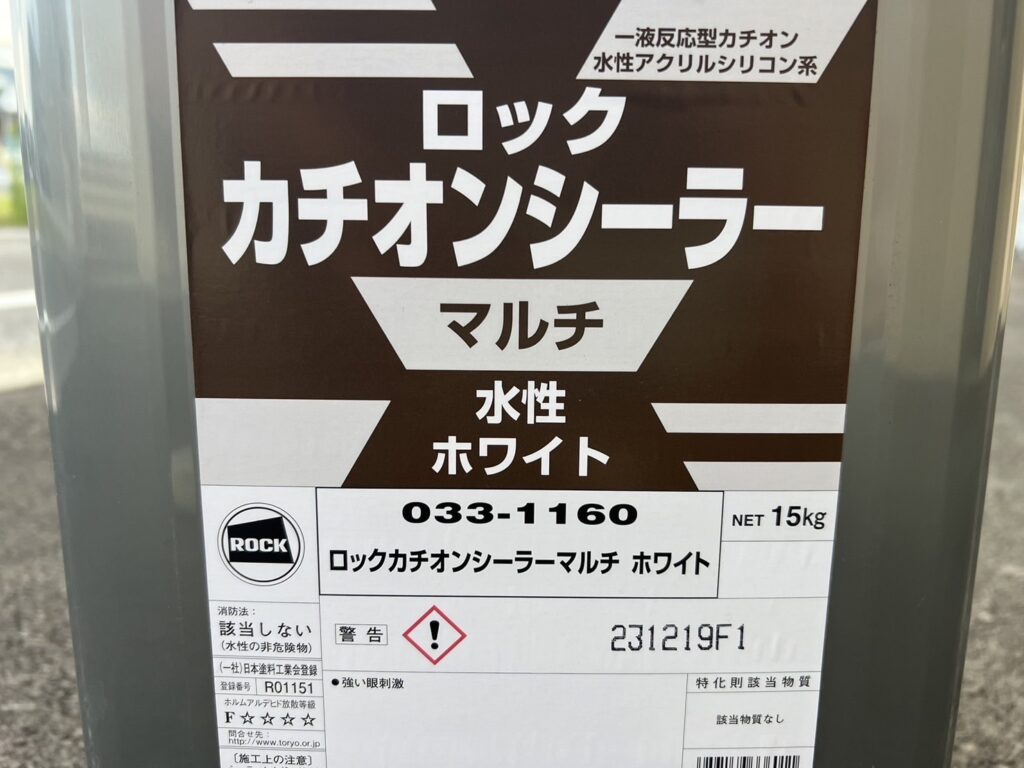 一液反応型カチオン
水性アクリルシリコン系
ロック
カチオンシーラー
マルチ
水性
ホワイト
033-1160
NET 15kg
ROCK
ロックカチオンシーラーマルチ ホワイト
消防法：
該当しない
(水性の非危険物)
警告
231219F1
(一社)日本塗料工業会登録
登録番号 R01151
●強い眼刺激
特化則該当物質
ホルムアルデヒド放散等級
F☆☆☆☆
該当物質なし
問合せ先：
http://www.toryo.or.jp
〔施工上の注意〕